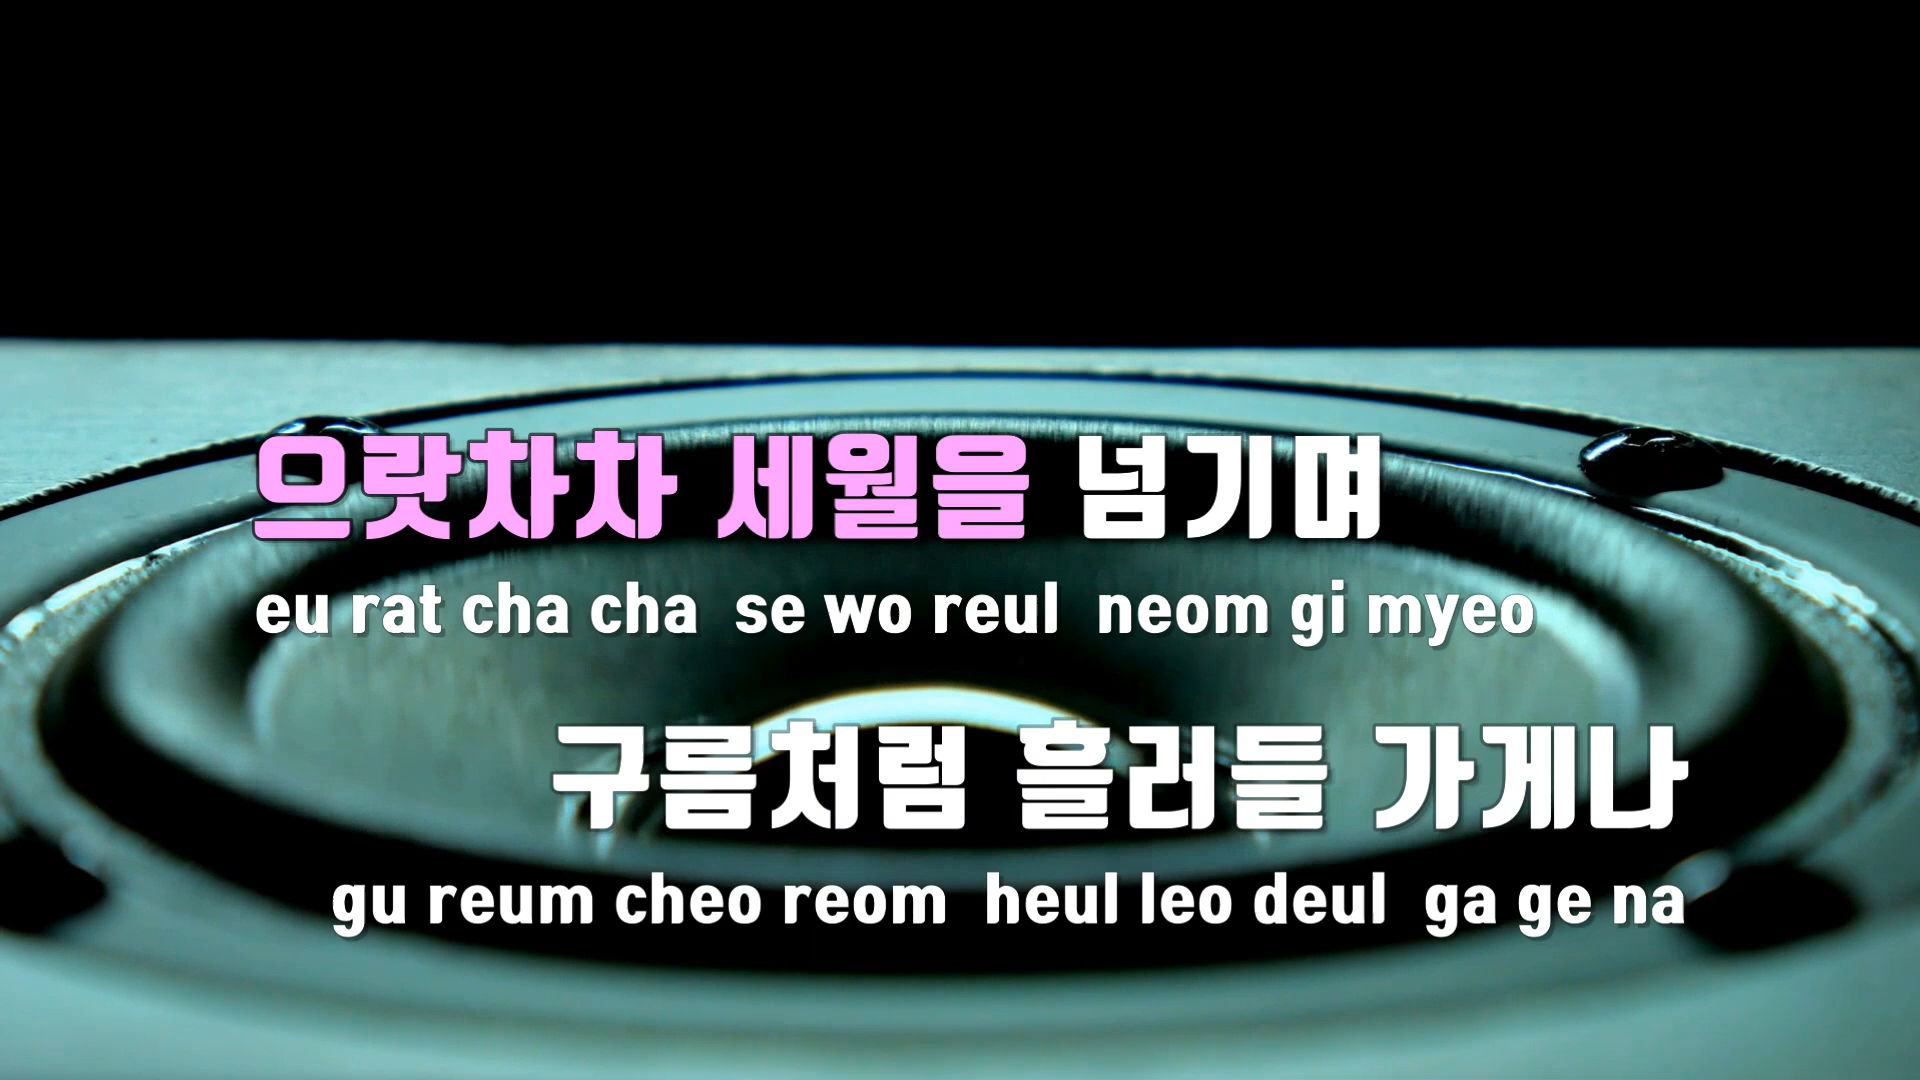 으랏차차 세월을 넘기며
eu rat cha cha se wo reul neom gi myeo
구름처럼 흘러들 가게나
gu reum cheo reom heul leo deul ga ge na